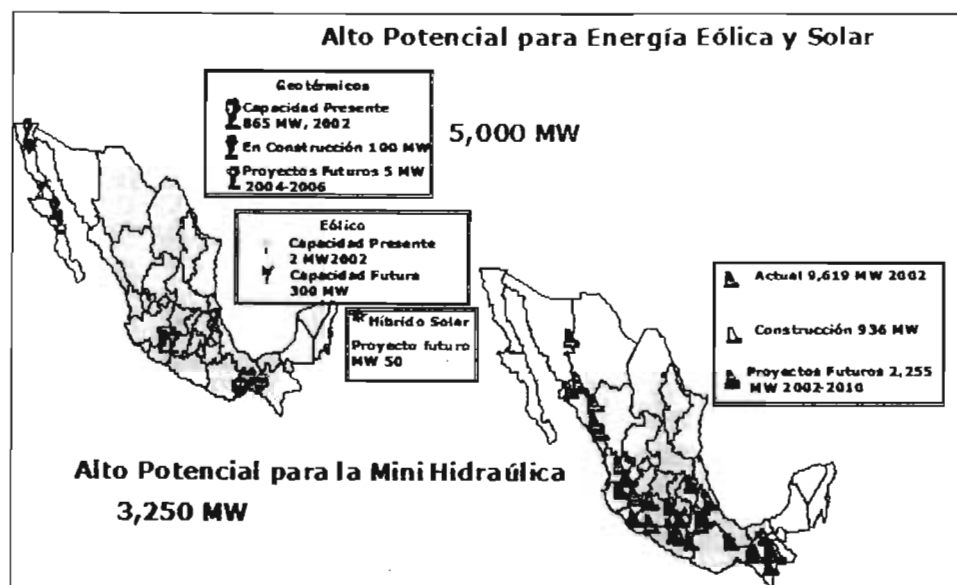 Alto Potencial para Energía Eólica y Solar
Geotérmicos
Capacidad Presente
865 MW, 2002
En Construcción 100 MW
Proyectos Futuros 5 MW
2004-2006
5,000 MW
Eólico
Capacidad Presente
2 MW2002
Capacidad Futura
300 MW
Híbrido Solar
Proyecto futuro
MW 50
Actual 9,619 MW 2002
Construcción 936 MW
Proyectos Futuros 2,255
MW 2002-2010
Alto Potencial para la Mini Hidraúlica
3,250 MW